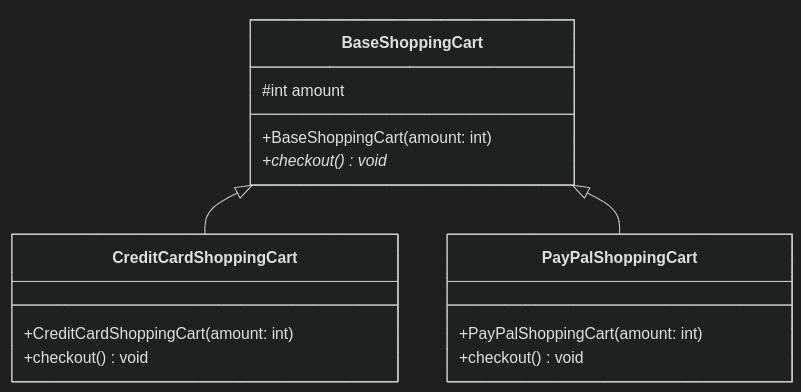 BaseShoppingCart
#int amount
+BaseShoppingCart(amount: int)
+checkout() : void
CreditCardShoppingCart
+CreditCardShoppingCart(amount: int)
+checkout() : void
PayPalShoppingCart
+PayPalShoppingCart(amount: int)
+checkout() : void